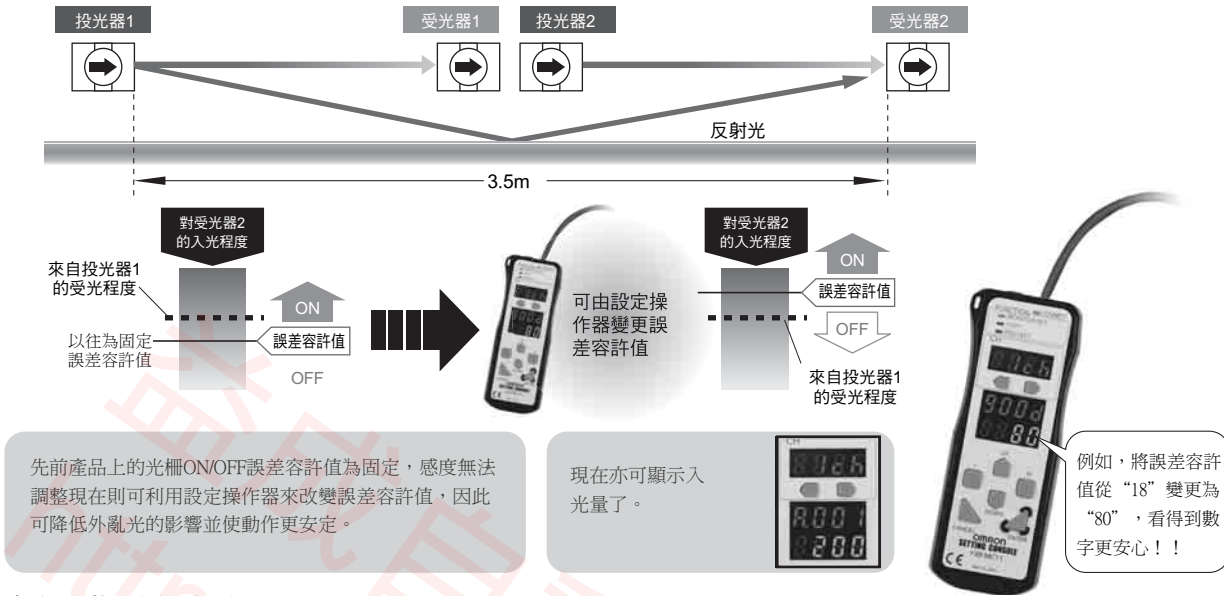 投光器1
受光器1
投光器2
受光器2
反射光
3.5m
對受光器2
的入光程度
來自投光器1
的受光程度
ON
以往為固定
誤差容許值
誤差容許值
OFF
可由設定操
作器變更誤
差容許值
對受光器2
的入光程度
ON
誤差容許值
OFF
來自投光器1
的受光程度
先前產品上的光柵ON/OFF誤差容許值為固定，感度無法
調整現在則可利用設定操作器來改變誤差容許值，因此
可降低外亂光的影響並使動作更安定。
現在亦可顯示入
光量了。
CH
1ch
A.001
200
CH
1ch
900d
80
OMRON
SETTING CONSOLE
CE
例如，將誤差容許
值從“18”變更為
“80”，看得到數
字更安心！！